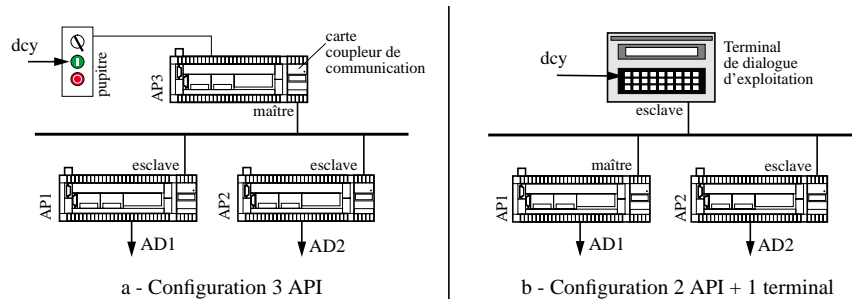 dcy
pupitre
AP3
carte
coupleur de
communication
maître
esclave
esclave
AP1
AP2
AD1
AD2
a - Configuration 3 API
dcy
Terminal
de dialogue
d'exploitation
esclave
maître
esclave
AP1
AP2
AD1
AD2
b - Configuration 2 API + 1 terminal